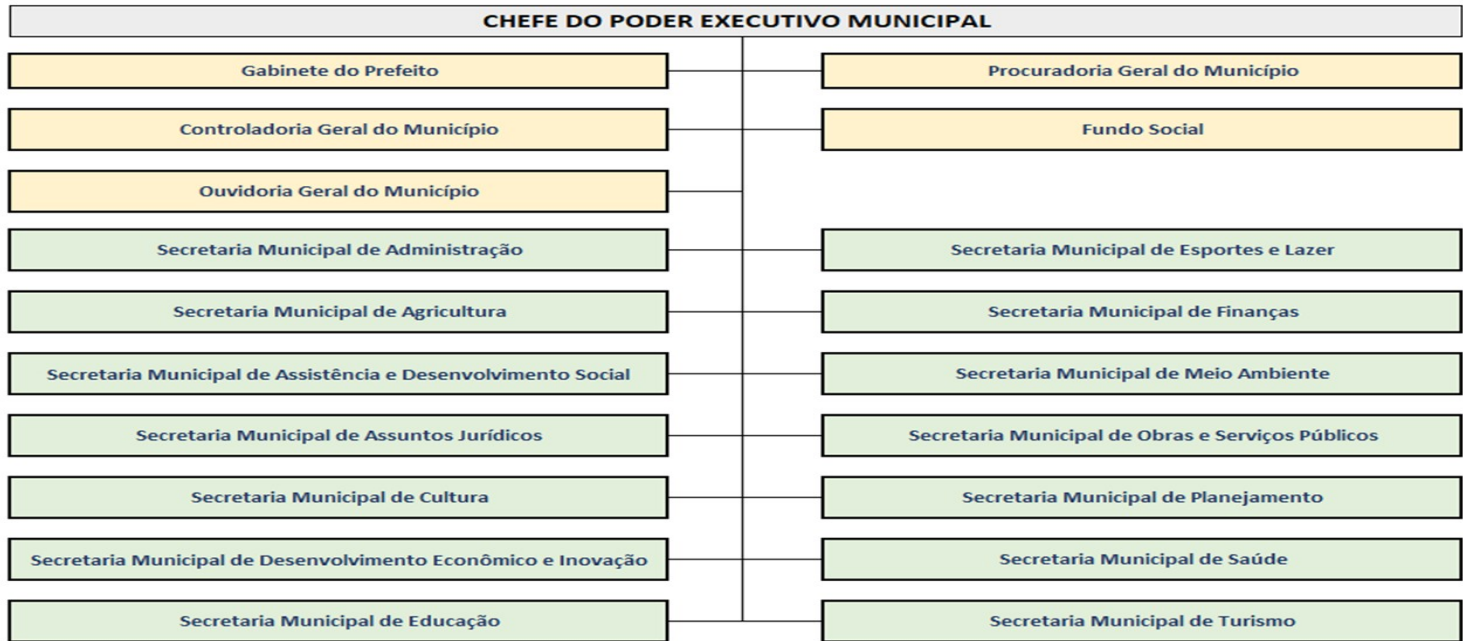 CHEFE DO PODER EXECUTIVO MUNICIPAL
Gabinete do Prefeito
Procuradoria Geral do Município
Controladoria Geral do Município
Fundo Social
Ouvidoria Geral do Município
Secretaria Municipal de Administração
Secretaria Municipal de Esportes e Lazer
Secretaria Municipal de Agricultura
Secretaria Municipal de Finanças
Secretaria Municipal de Assistência e Desenvolvimento Social
Secretaria Municipal de Meio Ambiente
Secretaria Municipal de Assuntos Jurídicos
Secretaria Municipal de Obras e Serviços Públicos
Secretaria Municipal de Cultura
Secretaria Municipal de Planejamento
Secretaria Municipal de Desenvolvimento Econômico e Inovação
Secretaria Municipal de Saúde
Secretaria Municipal de Educação
Secretaria Municipal de Turismo